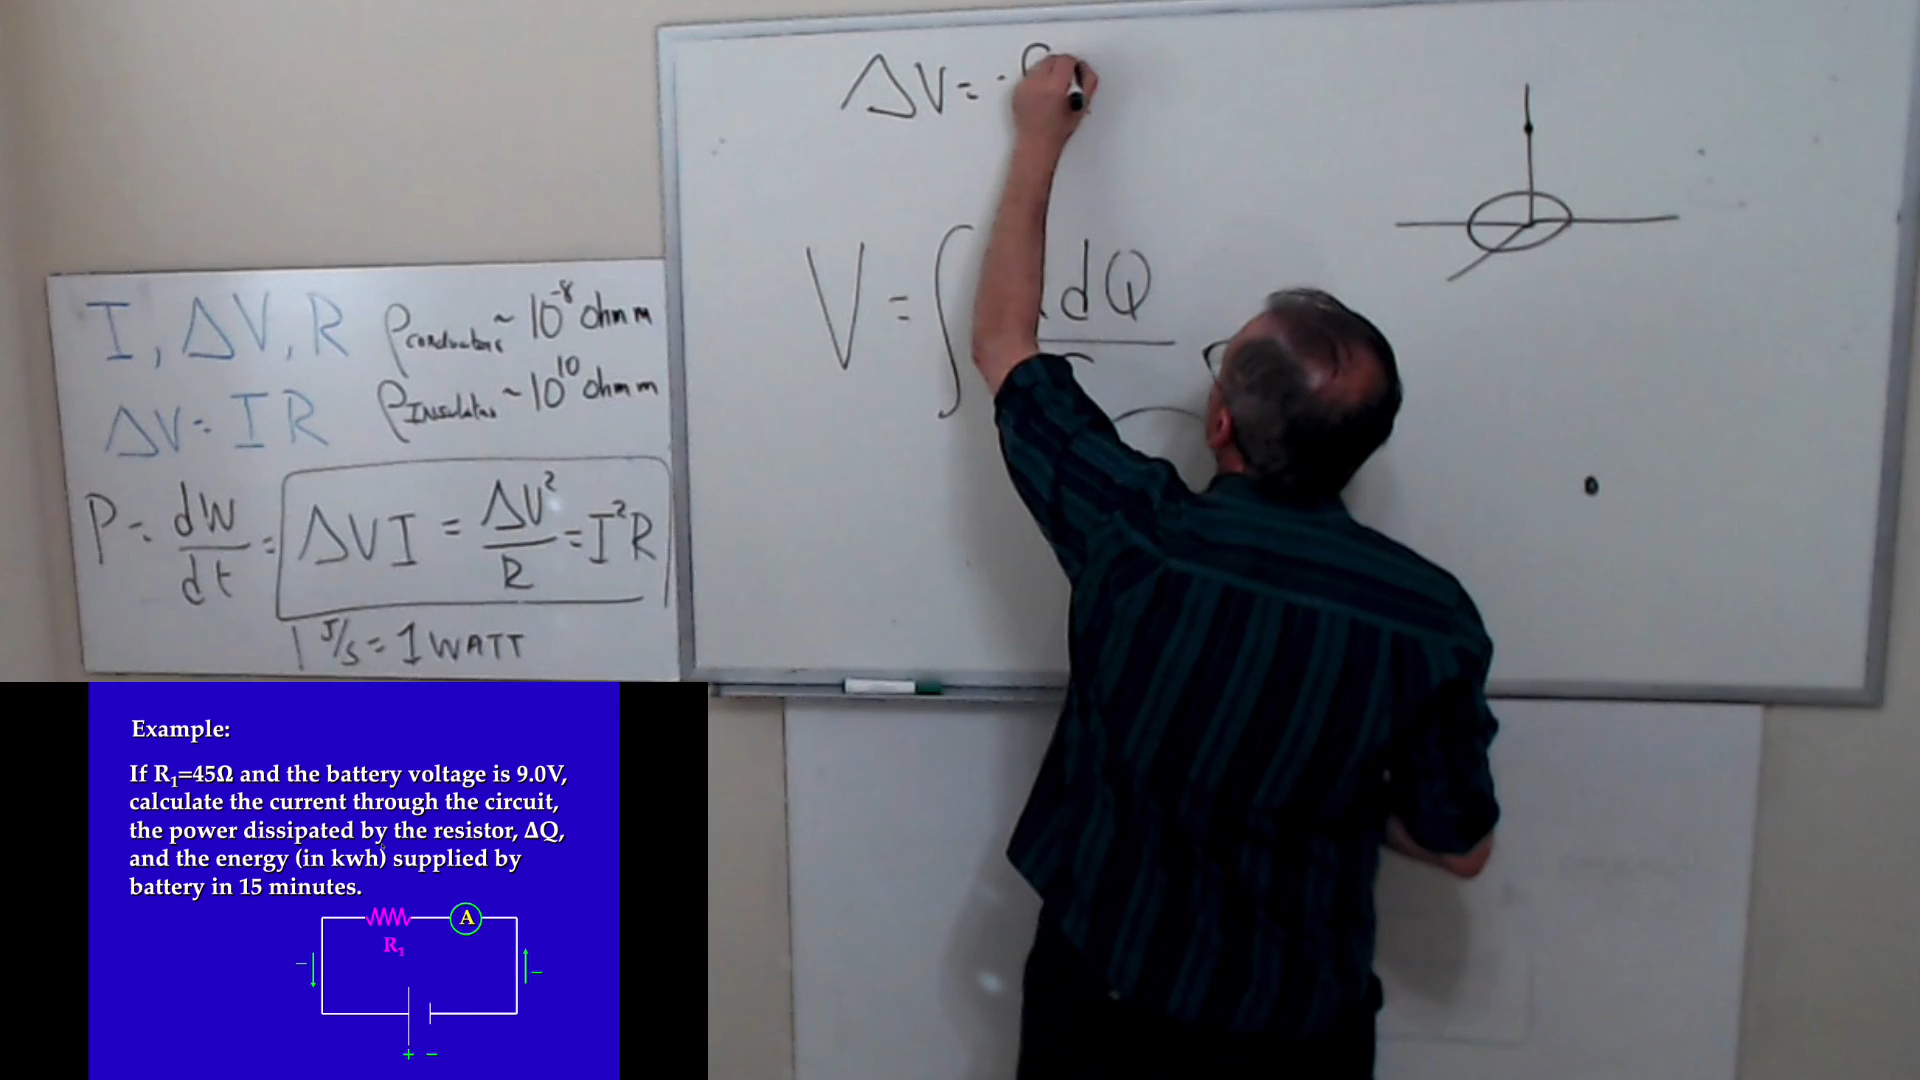 ΔV = -
V = ∫ dQ
I, ΔV, R
ρconductors ~ 10^-8 ohm m
ΔV = IR
ρInsulator ~ 10^10 ohm m
P = dW/dt = ΔVI = ΔV²/R = I²R
1 J/s = 1 WATT
Example:
If R₁=45Ω and the battery voltage is 9.0V,
calculate the current through the circuit,
the power dissipated by the resistor, ΔQ,
and the energy (in kwh) supplied by
battery in 15 minutes.
A
R₁
− −
+ −